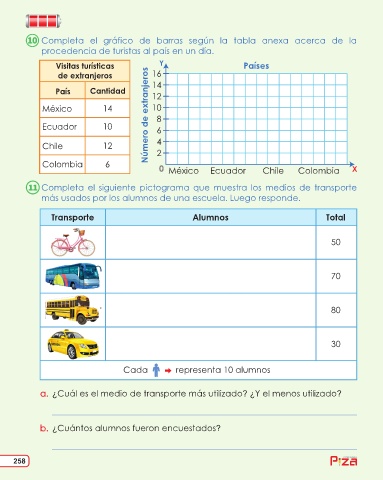 10 Completa el gráfico de barras según la tabla anexa acerca de la
procedencia de turistas al país en un día.
Visitas turísticas
de extranjeros
País Cantidad
México 14
Ecuador 10
Chile 12
Colombia 6
Y Países
Número de extranjeros
16
14
12
10
8
6
4
2
0 México Ecuador Chile Colombia X
11 Completa el siguiente pictograma que muestra los medios de transporte
más usados por los alumnos de una escuela. Luego responde.
Transporte Alumnos Total
50
70
80
30
Cada representa 10 alumnos
a. ¿Cuál es el medio de transporte más utilizado? ¿Y el menos utilizado?
b. ¿Cuántos alumnos fueron encuestados?
258 Piza